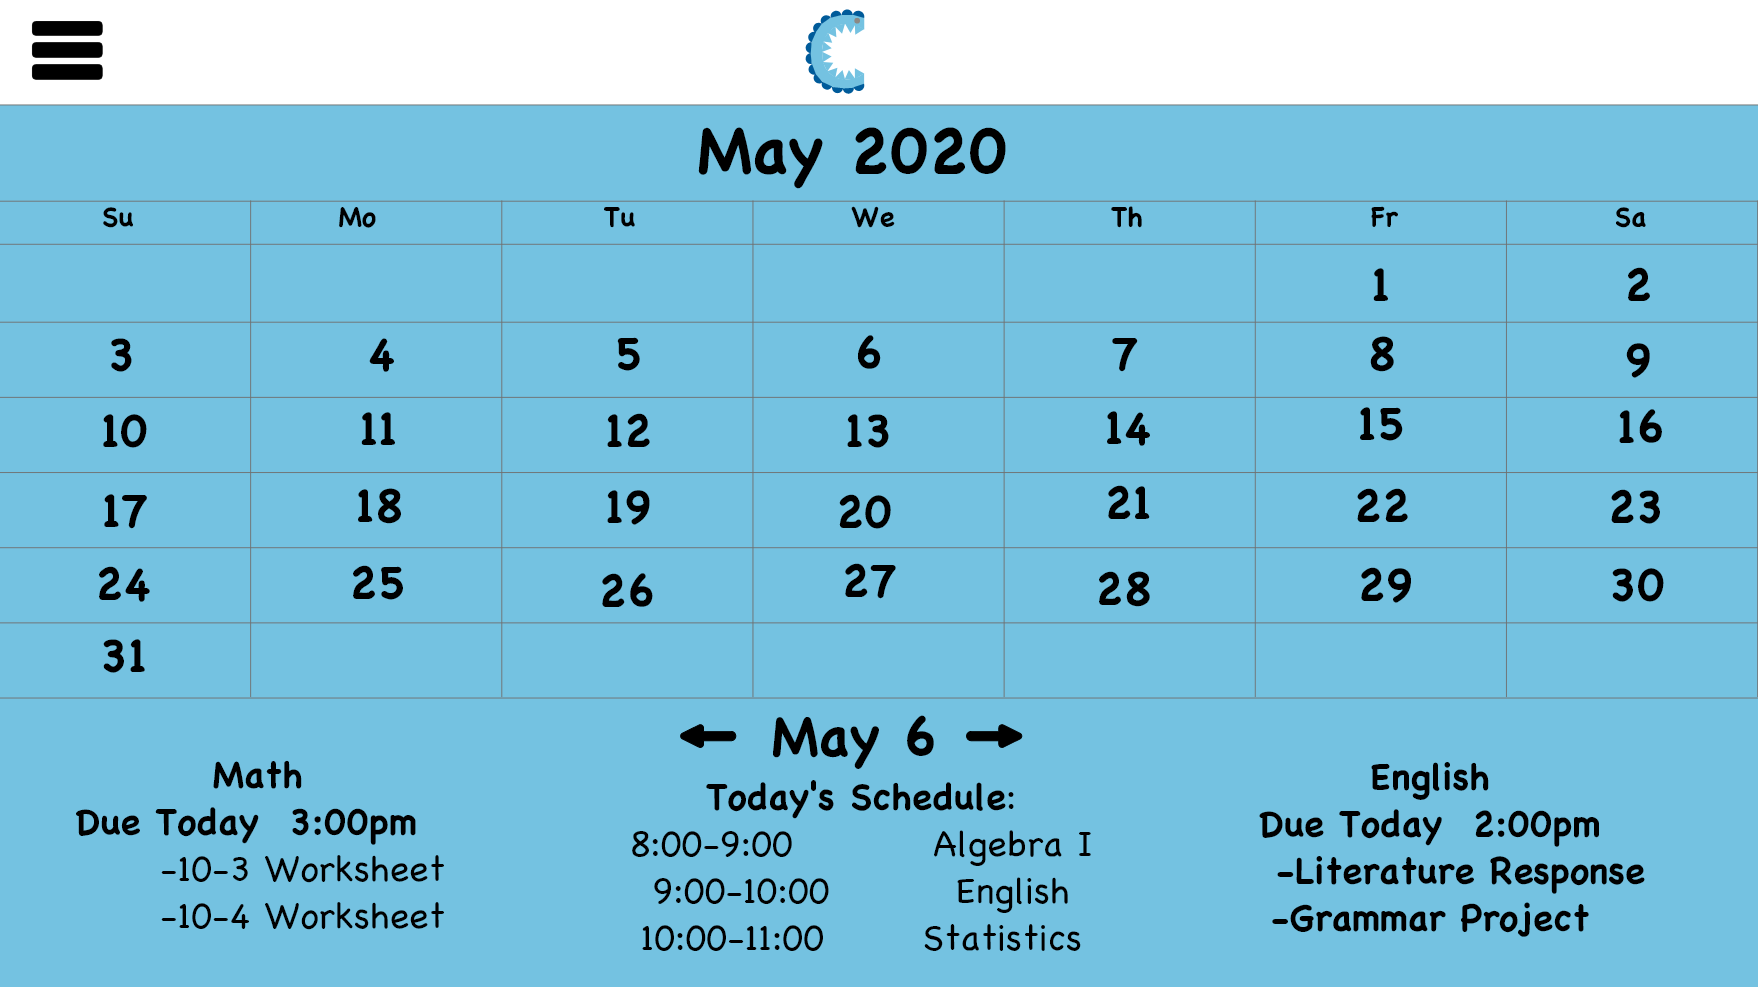 May 2020
Su Mo Tu We Th Fr Sa
1 2
3 4 5 6 7 8 9
10 11 12 13 14 15 16
17 18 19 20 21 22 23
24 25 26 27 28 29 30
31
May 6
Math
Due Today 3:00pm
-10-3 Worksheet
-10-4 Worksheet
Today's Schedule:
8:00-9:00 Algebra I
9:00-10:00 English
10:00-11:00 Statistics
English
Due Today 2:00pm
-Literature Response
-Grammar Project